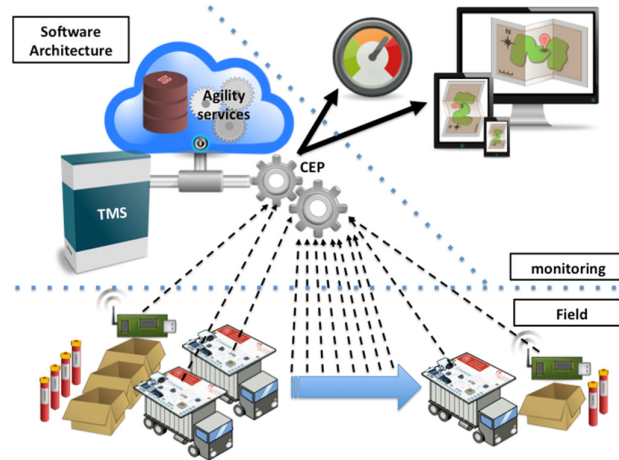 Software
Architecture
Agility
services
CEP
TMS
monitoring
Field